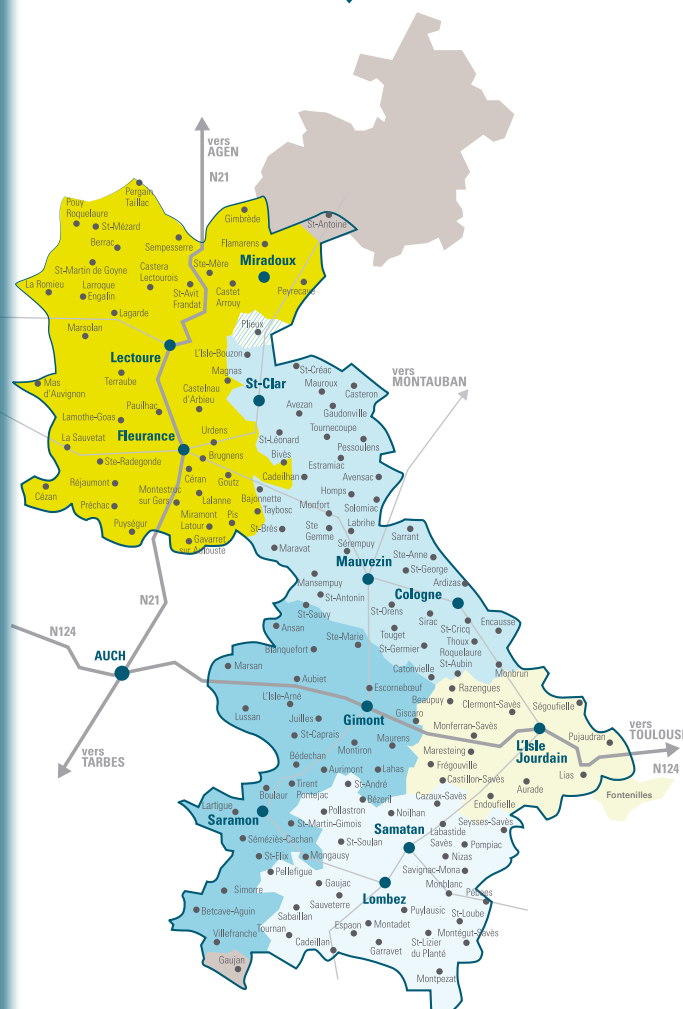 vers
AGEN
N21
Pergain
Taillac
Pouy
Roquelaure
St-Mézard
Gimbrède
St-Antoine
Berrac
Sempesserre
Flamarens
Miradoux
St-Martin de Goyne
Castera
Lectourois
Ste-Mère
La Romieu
Larroque
Engalin
St-Avit
Frandat
Castet
Arrouy
Peyrecave
Lagarde
Marsolan
Plieux
Lectoure
L'Isle-Bouzon
Magnas
St-Clar
St-Créac
Mauroux
Casteron
vers
MONTAUBAN
Mas
d'Auvignon
Terraube
Castelnau
d'Arbieu
Avezan
Gaudonville
Lamothe-Goas
Pauilhac
Tournecoupe
La Sauvetat
Fleurance
Urdens
St-Léonard
Pessoulens
Brugnens
Bivès
Estramiac
Ste-Radegonde
Céran
Goutz
Cadeilhan
Avensac
Réjaumont
Montestruc
sur Gers
Lalanne
Bajonnette
Homps
Cézan
Préchac
Miramont
Latour
Pis
Taybosc
Monfort
Solomiac
Puységur
Gavarret
sur Aulouste
St-Brès
Ste
Gemme
Labrihe
Sarrant
Maravat
Sérempuy
Mauvezin
Ste-Anne
St-George
Ardizas
Mansempuy
Cologne
St-Antonin
N21
St-Sauvy
St-Orens
Sirac
St-Cricq
Encausse
N124
Ansan
Ste-Marie
Touget
Thoux
AUCH
Blanquefort
St-Germier
Roquelaure
St-Aubin
Marsan
Catonvielle
Monbrun
Aubiet
Escornebœuf
Razengues
L'Isle-Arné
Beaupuy
Clermont-Savès
Ségoufielle
Lussan
Juilles
Gimont
Giscaro
Monferran-Savès
vers
TOULOUSE
St-Caprais
Maurens
L'Isle
Jourdain
Pujaudran
Montiron
Marestaing
N124
vers
TARBES
Bédechan
Aurimont
Lahas
Frégouville
Lias
Tirent
Pontejac
St-André
Castillon-Savès
Aurade
Fontenilles
Boulaur
Bézeril
Cazaux-Savès
Endoufielle
Lartigue
Pollastron
Noilhan
Saramon
St-Martin-Gimois
Samatan
Labastide
Savès
Seysses-Savès
Séméziès-Cachan
St-Soulan
Pompiac
St-Elix
Mongausy
Nizas
Pellefigue
Savignac-Mona
Simorre
Gaujac
Lombez
Monblanc
Pébées
Betcave-Aguin
Sabaillan
Sauveterre
Puylausic
St-Loube
Villefranche
Tournan
Espaon
Montadet
Montégut-Savès
Cadeillan
Garravet
St-Lizier
du Planté
Gaujan
Montpezat